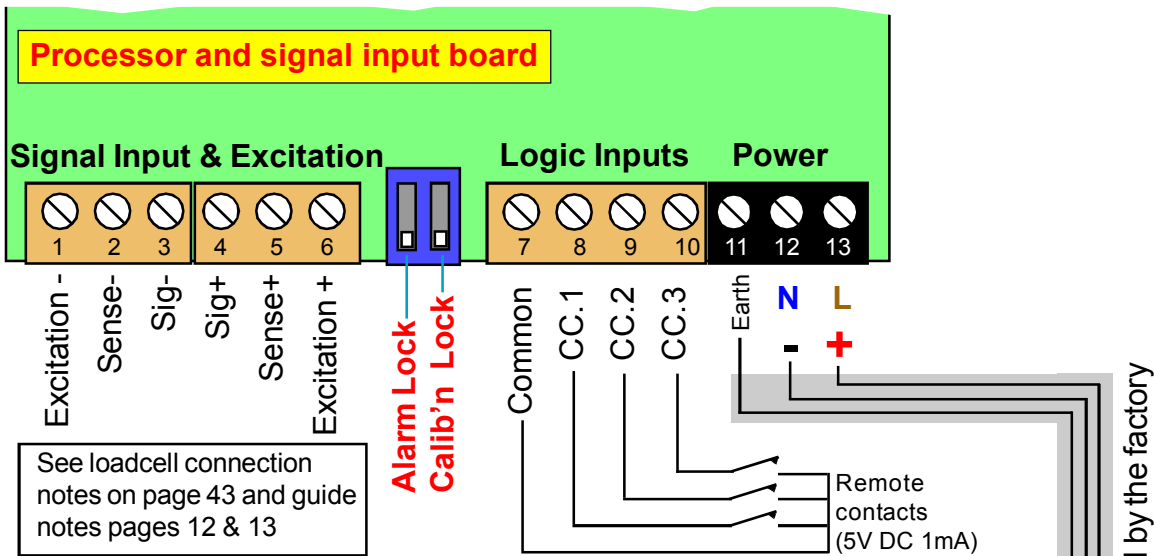 Processor and signal input board
Signal Input & Excitation
Logic Inputs
Power
1 2 3 4 5 6
7 8 9 10 11 12 13
Excitation -
Sense-
Sig-
Sig+
Sense+
Excitation +
Alarm Lock
Calib'n Lock
Common
CC.1
CC.2
CC.3
Earth
N
L
-
+
See loadcell connection
notes on page 43 and guide
notes pages 12 & 13
Remote
contacts
(5V DC 1mA)
by the factory